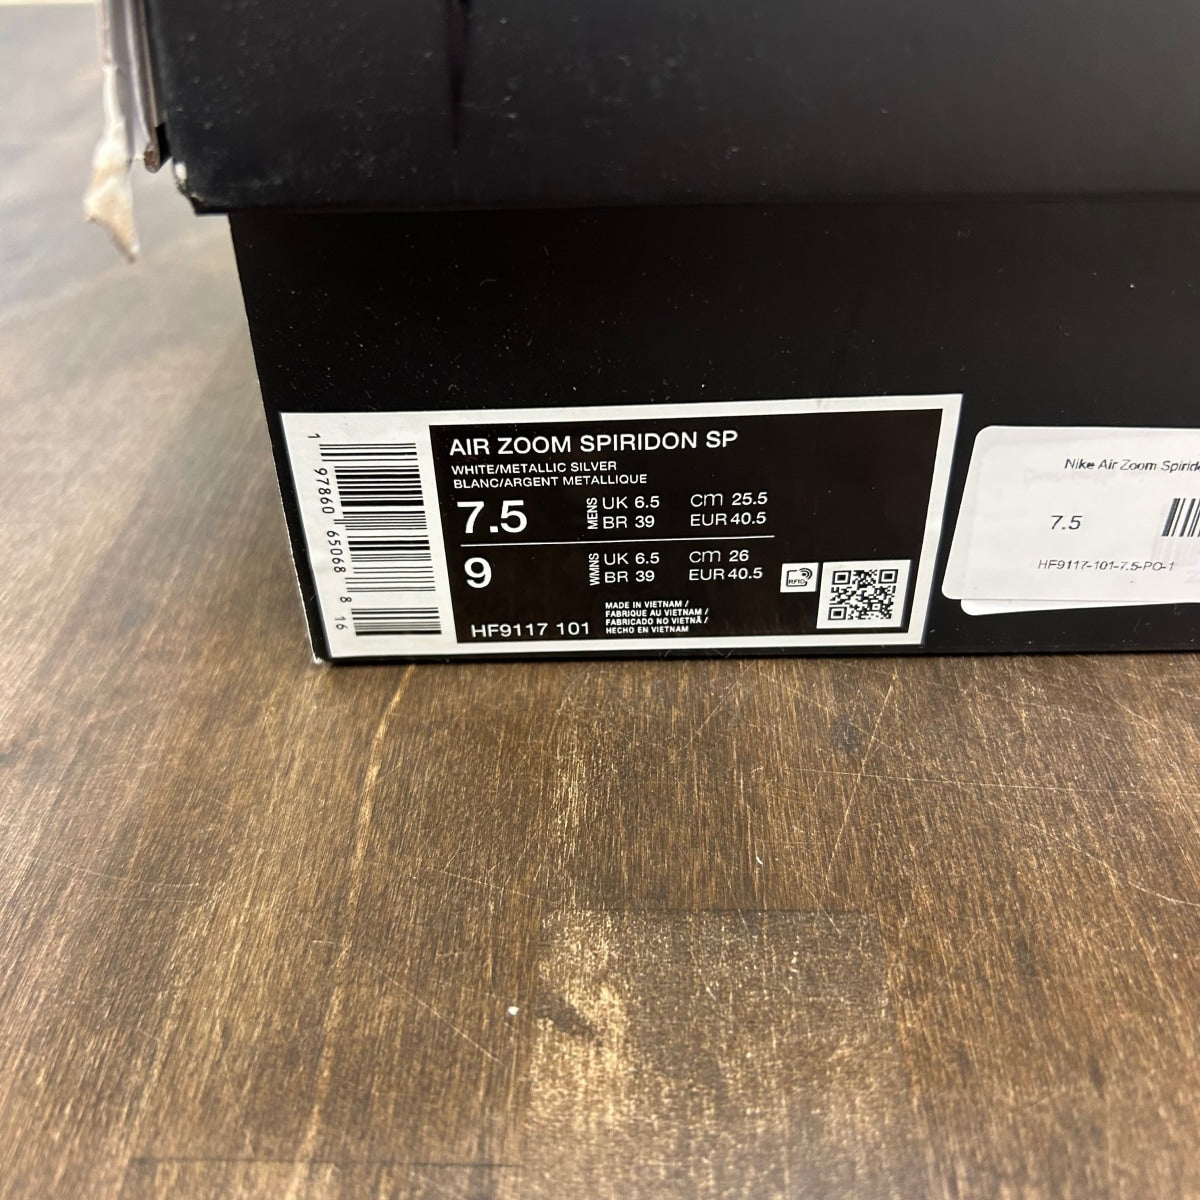 AIR ZOOM SPIRIDON SP
WHITE/METALLIC SILVER
BLANC/ARGENT METALLIQUE
7.5 MENS UK 6.5 CM 25.5
BR 39 EUR 40.5
9 WMNS UK 6.5 CM 26
BR 39 EUR 40.5
RFID
MADE IN VIETNAM /
FABRIQUE AU VIETNAM /
FABRICADO NO VIETNÃ /
HECHO EN VIETNAM
HF9117 101
1 97860 65068 8 16
Nike Air Zoom
7.5
HF9117-101-7.5-PO-1